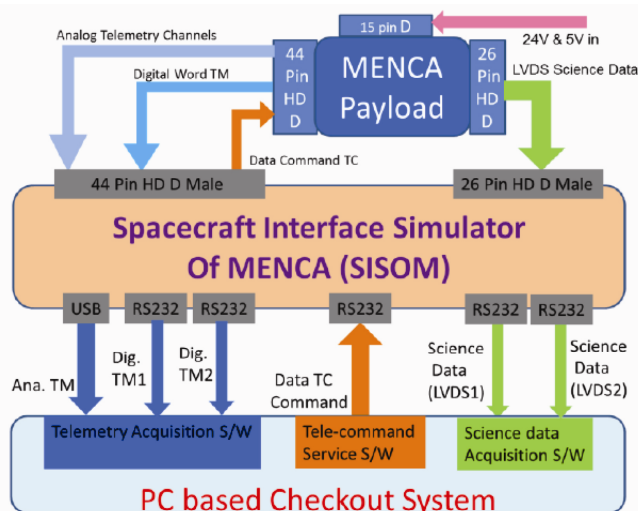 15 pin D
24V & 5V in
Analog Telemetry Channels
44
Pin
HD
D
MENCA
Payload
26
Pin
HD
D
Digital Word TM
LVDS Science Data
Data Command TC
44 Pin HD D Male
26 Pin HD D Male
Spacecraft Interface Simulator
Of MENCA (SISOM)
USB
RS232
RS232
RS232
RS232
RS232
Ana. TM
Dig.
TM1
Dig.
TM2
Data TC
Command
Science
Data
(LVDS1)
Science
Data
(LVDS2)
Telemetry Acquisition S/W
Tele-command
Service S/W
Science data
Acquisition S/W
PC based Checkout System